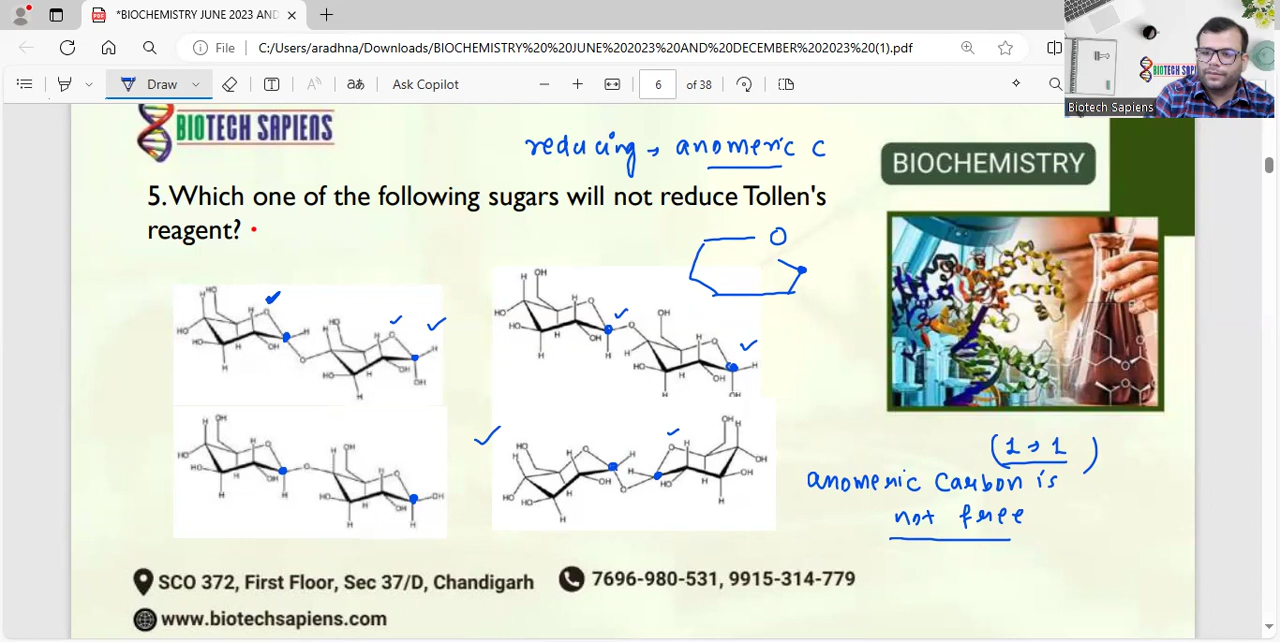 *BIOCHEMISTRY JUNE 2023 AND
File C:/Users/aradhna/Downloads/BIOCHEMISTRY%20%20JUNE%202023%20AND%20DECEMBER%202023%20(1).pdf
Draw
Ask Copilot
6 of 38
BIOTECH SAPI
Biotech Sapiens
BIOTECH SAPIENS
reducing → anomeric C
BIOCHEMISTRY
5. Which one of the following sugars will not reduce Tollen's
reagent?
O
(1→1)
anomeric Carbon is
not free
SCO 372, First Floor, Sec 37/D, Chandigarh
7696-980-531, 9915-314-779
www.biotechsapiens.com